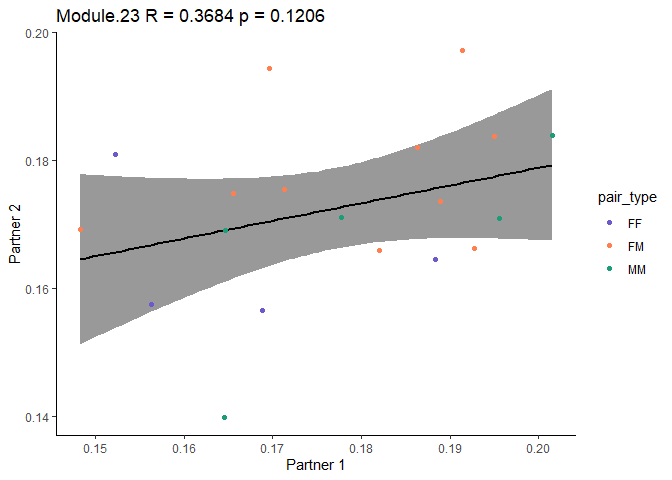 Module.23 R = 0.3684 p = 0.1206
0.20
0.18
0.16
0.14
Partner 2
0.15
0.16
0.17
0.18
0.19
0.20
Partner 1
pair_type
FF
FM
MM